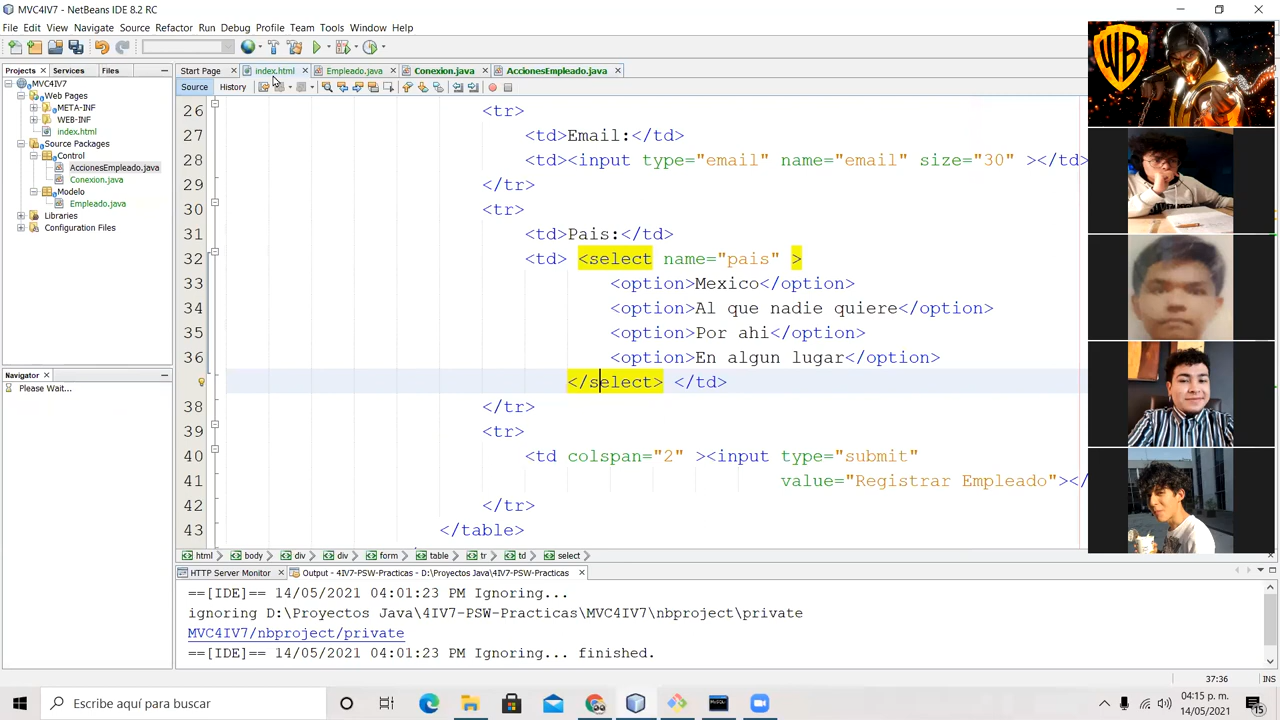 MVC4IV7 - NetBeans IDE 8.2 RC
File Edit View Navigate Source Refactor Run Debug Profile Team Tools Window Help
Projects Services Files
Start Page index.html Empleado.java Conexion.java AccionesEmpleado.java
MVC4IV7
Web Pages
META-INF
WEB-INF
index.html
Source Packages
Control
AccionesEmpleado.java
Conexion.java
Modelo
Empleado.java
Libraries
Configuration Files
Navigator
Please Wait...
Source History
26 <tr>
27 <td>Email:</td>
28 <td><input type="email" name="email" size="30" ></td>
29 </tr>
30 <tr>
31 <td>Pais:</td>
32 <td> <select name="pais" >
33 <option>Mexico</option>
34 <option>Al que nadie quiere</option>
35 <option>Por ahi</option>
36 <option>En algun lugar</option>
</select> </td>
38 </tr>
39 <tr>
40 <td colspan="2" ><input type="submit"
41 value="Registrar Empleado"></
42 </tr>
43 </table>
html body div div form table tr td select
HTTP Server Monitor Output - 4IV7-PSW-Practicas - D:\Proyectos Java\4IV7-PSW-Practicas
==[IDE]== 14/05/2021 04:01:23 PM Ignoring...
ignoring D:\Proyectos Java\4IV7-PSW-Practicas\MVC4IV7\nbproject\private
MVC4IV7/nbproject/private
==[IDE]== 14/05/2021 04:01:23 PM Ignoring... finished.
37:36 INS
Escribe aquí para buscar
04:15 p. m.
14/05/2021
15
WB